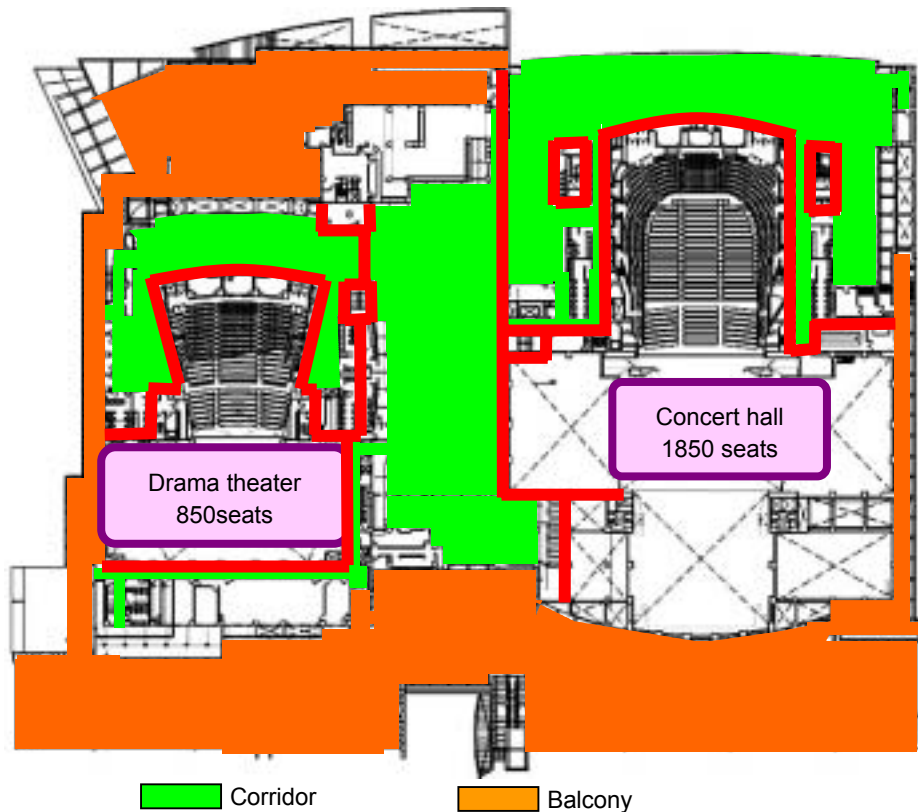 Concert hall
1850 seats
Drama theater
850seats
Corridor
Balcony